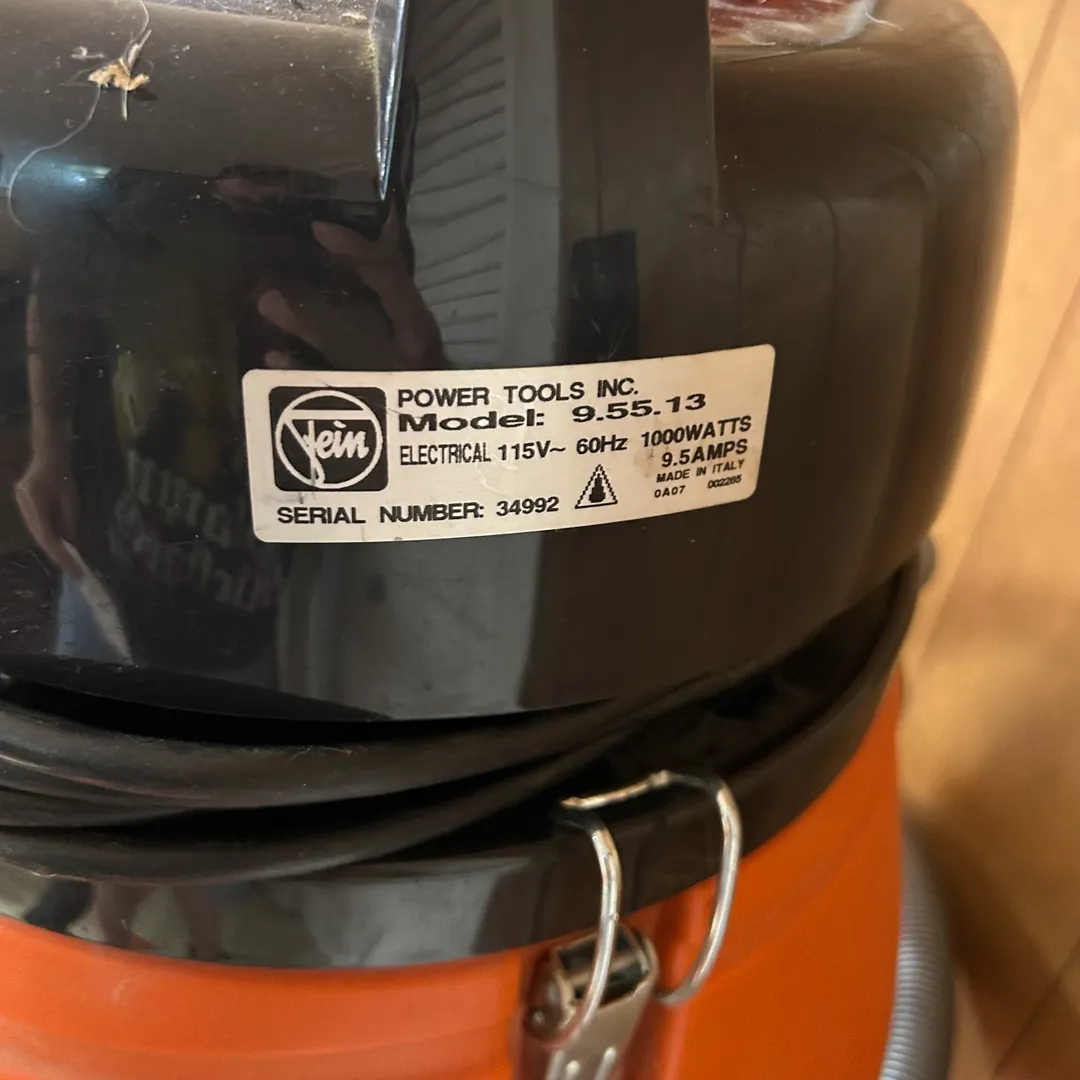 fein
POWER TOOLS INC.
Model: 9.55.13
ELECTRICAL 115V~ 60Hz 1000WATTS
9.5AMPS
MADE IN ITALY
0A07 002285
SERIAL NUMBER: 34992